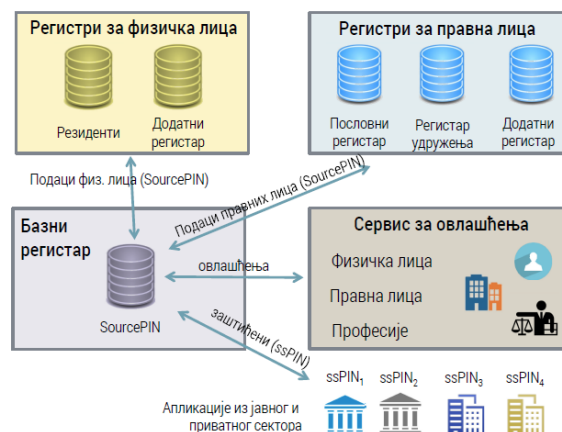 Регистри за физичка лица
Резиденти
Додатни
регистар
Регистри за правна лица
Пословни
регистар
Регистар
удружења
Додатни
регистар
Подаци физ. лица (SourcePIN)
Подаци правних лица (SourcePIN)
Базни
регистар
SourcePIN
овлашћења
Сервис за овлашћења
Физичка лица
Правна лица
Професије
заштићени (ssPIN)
ssPIN1
ssPIN2
ssPIN3
ssPIN4
Апликације из јавног и
приватног сектора